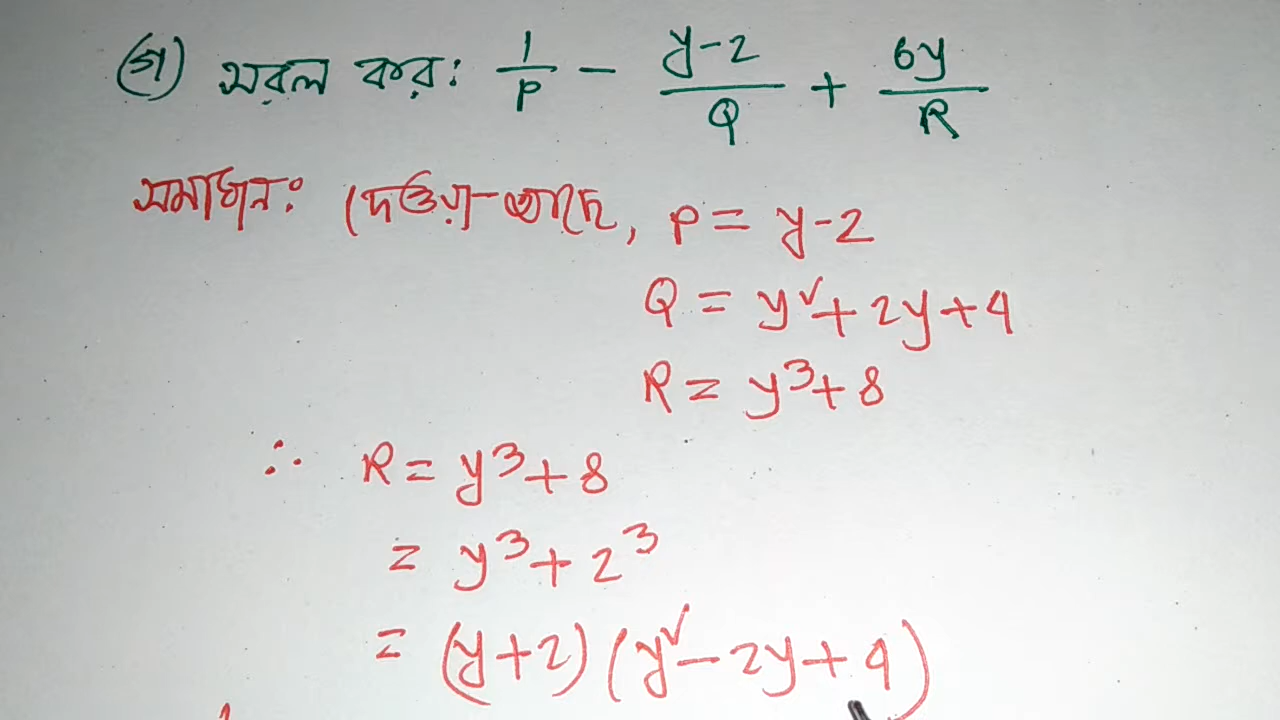 (গ) সরল কর: 1/P - y-2/Q + 6y/R
সমাধান: দেওয়া আছে, P = y-2
Q = y² + 2y + 4
R = y³ + 8
∴ R = y³ + 8
= y³ + 2³
= (y+2) (y² - 2y + 4)